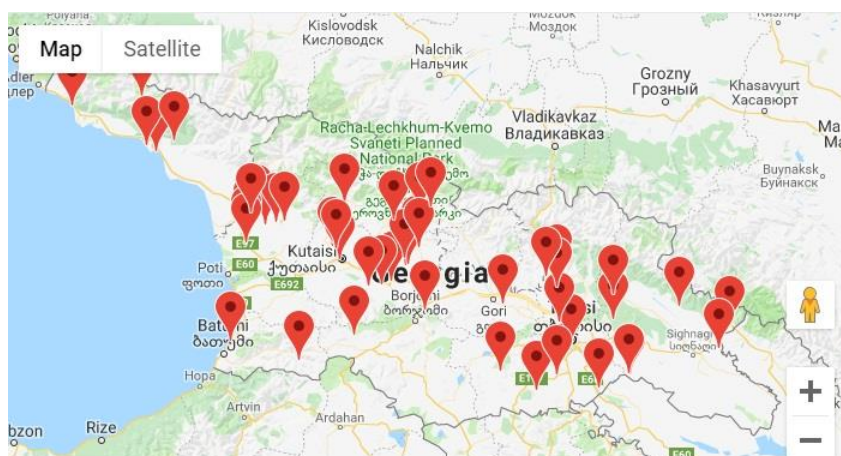 Map
Satellite
Kislovodsk
Кисловодск
Моздок
Nalchik
Нальчик
Grozny
Грозный
Khasavyurt
Хасавюрт
Vladikavkaz
Владикавказ
Racha-Lechkhum-Kvemo
Svaneti Planned
National Park
Buynaksk
Буйнакск
E97
E60
Kutaisi
ქუთაისი
Poti
ფოთი
E692
Georgia
Borjomi
ბორჯომი
Gori
Sighnaghi
სიღნაღი
Batumi
ბათუმი
Hopa
Artvin
Ardahan
Rize
E60